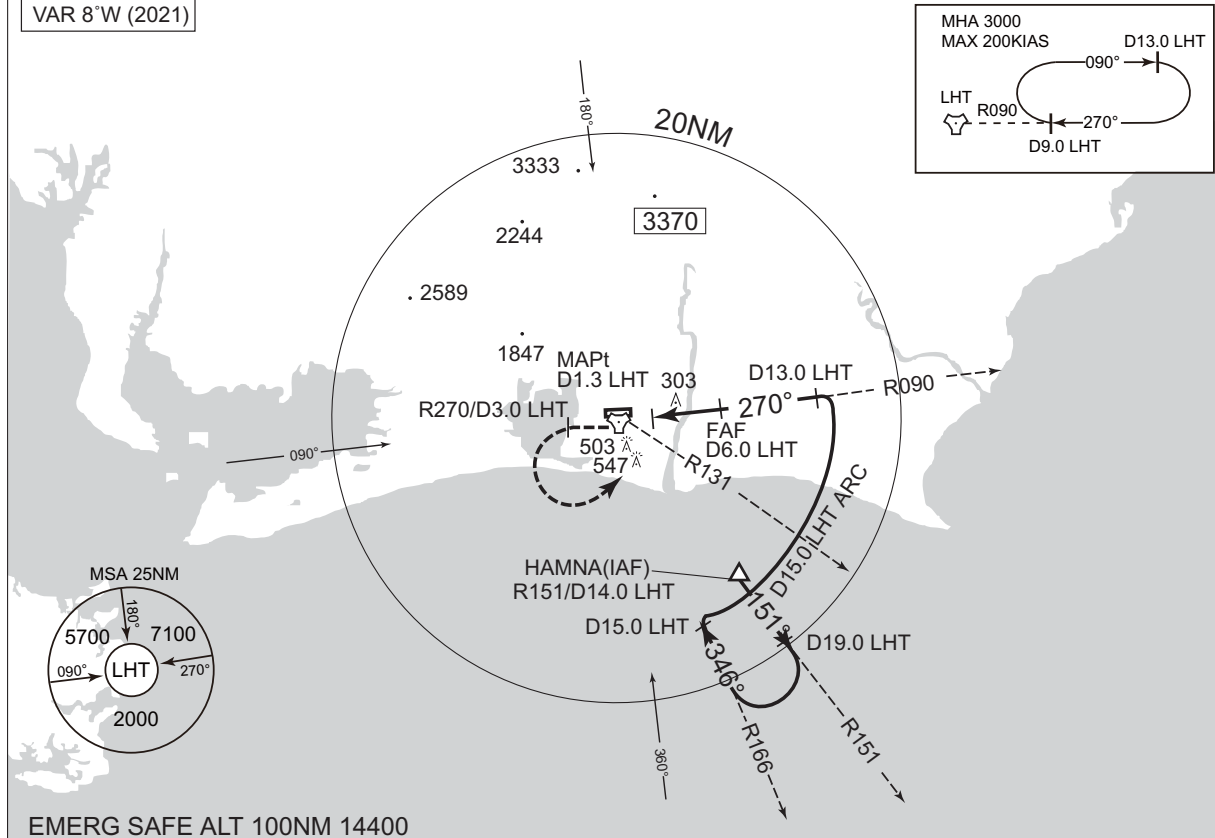 VAR 8°W (2021)
MHA 3000
MAX 200KIAS
D13.0 LHT
090°
LHT
R090
270°
D9.0 LHT
180°
20NM
3333
3370
2244
2589
1847
MAPt
D1.3 LHT
303
D13.0 LHT
R090
270°
R270/D3.0 LHT
FAF
D6.0 LHT
503
547
R131
090°
D15.0 LHT ARC
HAMNA(IAF)
R151/D14.0 LHT
151°
D15.0 LHT
D19.0 LHT
346°
R166
R151
360°
MSA 25NM
180°
5700
7100
090°
LHT
270°
2000
EMERG SAFE ALT 100NM 14400